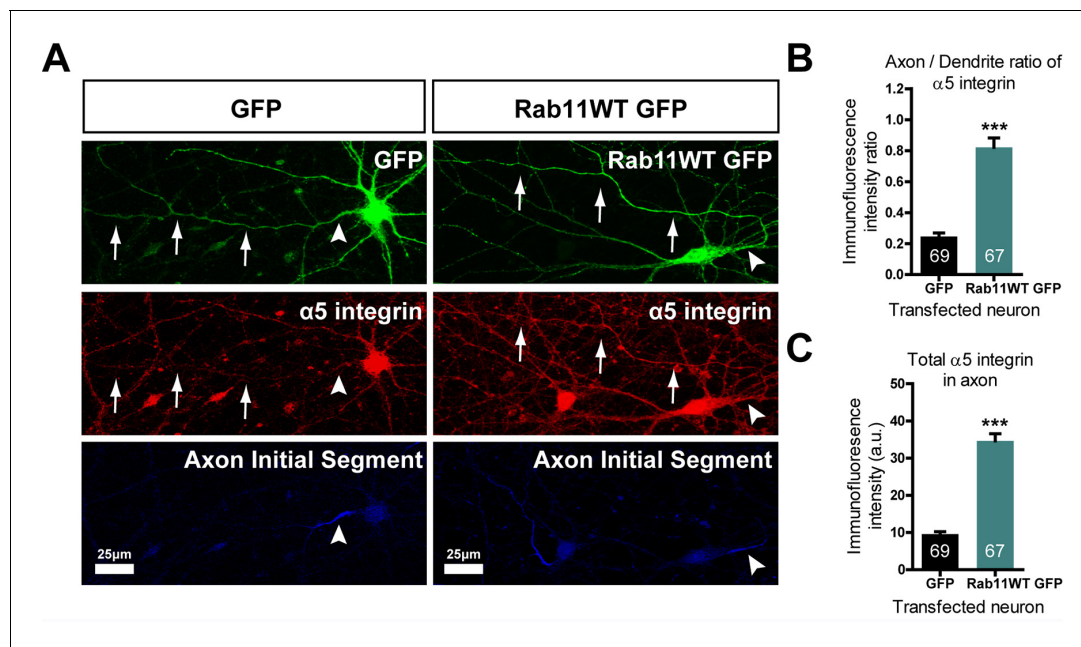 A
GFP
Rab11WT GFP
GFP
Rab11WT GFP
α5 integrin
α5 integrin
Axon Initial Segment
Axon Initial Segment
25µm
25µm
B
Axon / Dendrite ratio of
α5 integrin
Immunofluorescence
intensity ratio
1.2
1.0
0.8
0.6
0.4
0.2
0.0
***
69
67
GFP
Rab11WT GFP
Transfected neuron
C
Total α5 integrin
in axon
Immunofluoresence
intensity (a.u.)
50
40
30
20
10
0
***
69
67
GFP
Rab11WT GFP
Transfected neuron